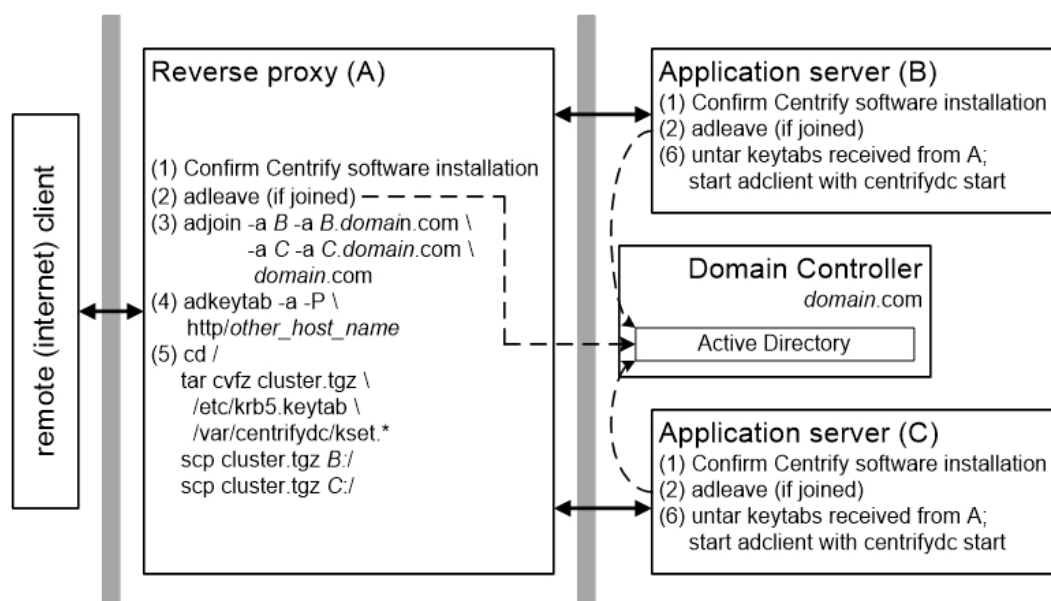 remote (internet) client
Reverse proxy (A)
(1) Confirm Centrify software installation
(2) adleave (if joined)
(3) adjoin -a B -a B.domain.com \
-a C -a C.domain.com \
domain.com
(4) adkeytab -a -P \
http/other_host_name
(5) cd /
tar cvfz cluster.tgz \
/etc/krb5.keytab \
/var/centrifydc/kset.*
scp cluster.tgz B:/
scp cluster.tgz C:/
Application server (B)
(1) Confirm Centrify software installation
(2) adleave (if joined)
(6) untar keytabs received from A;
start adclient with centrifydc start
Domain Controller
domain.com
Active Directory
Application server (C)
(1) Confirm Centrify software installation
(2) adleave (if joined)
(6) untar keytabs received from A;
start adclient with centrifydc start